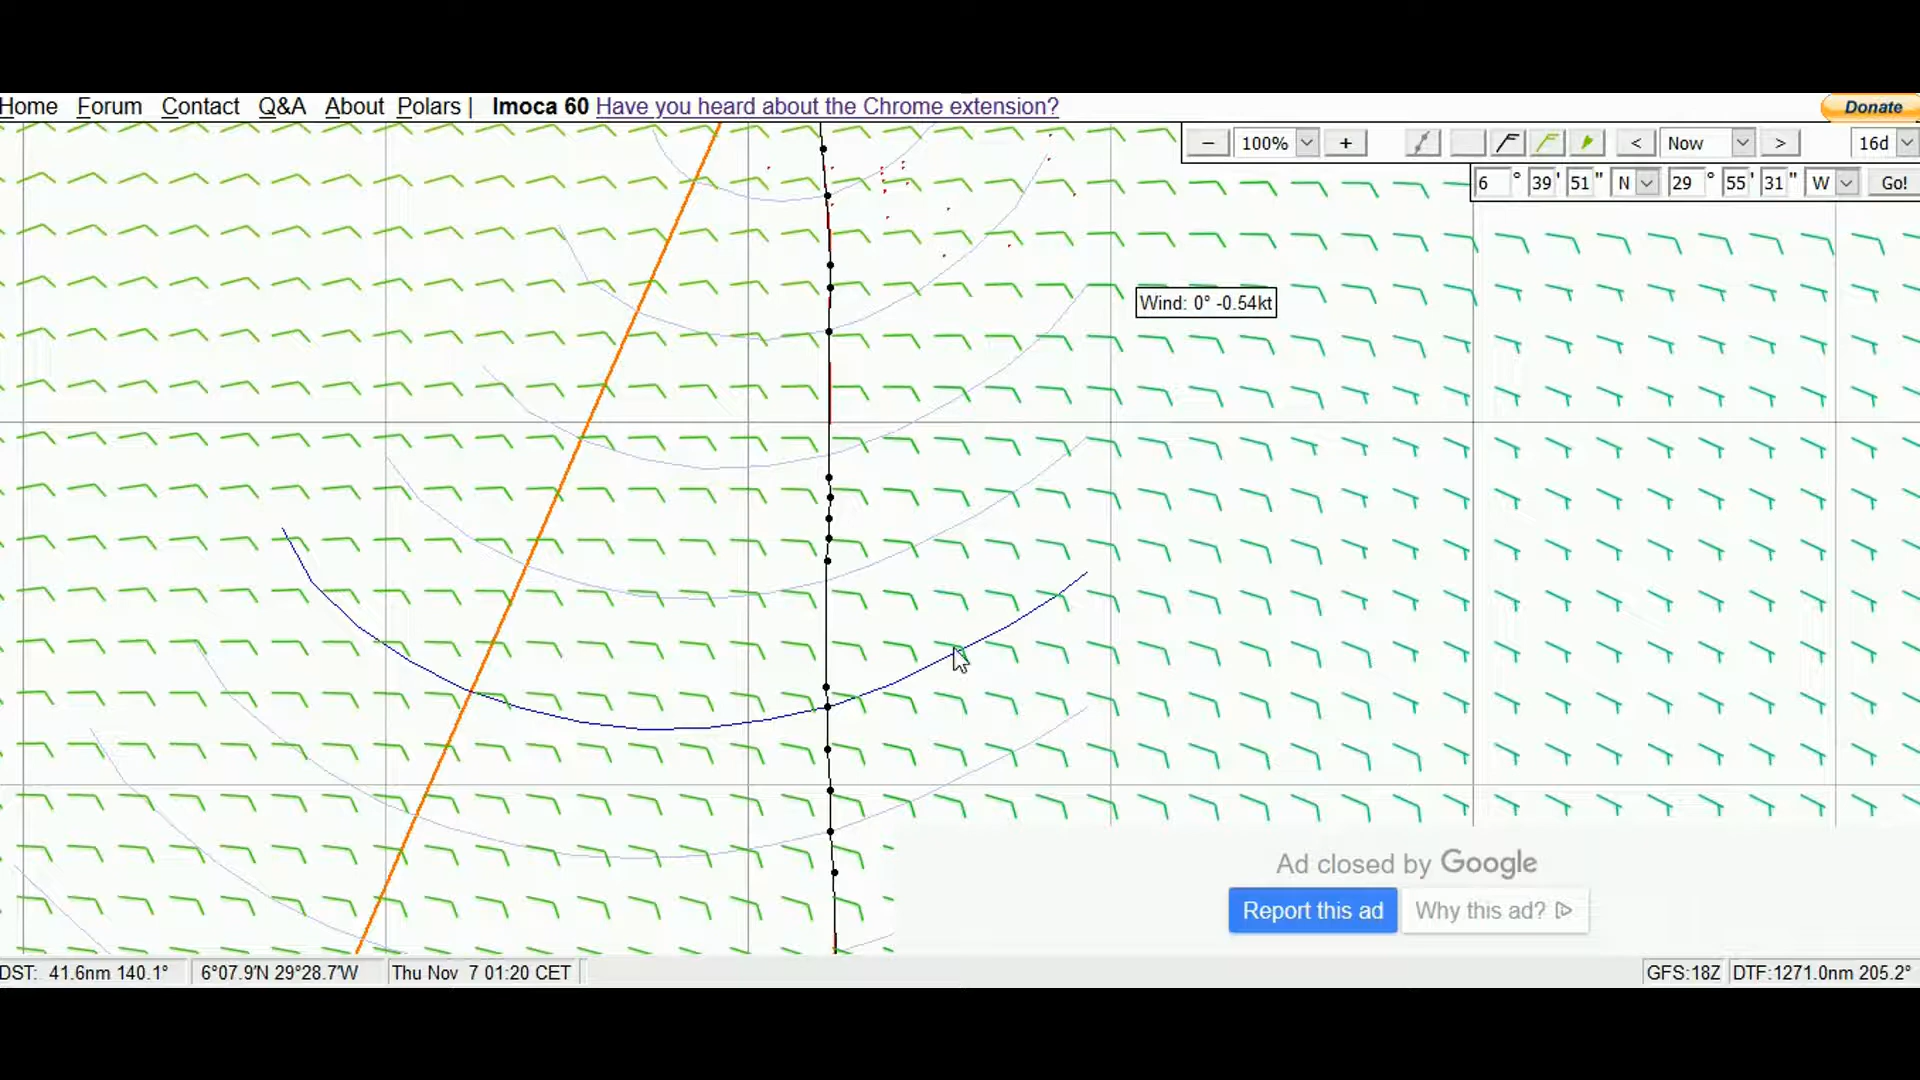 Home Forum Contact Q&A About Polars | Imoca 60 Have you heard about the Chrome extension? Donate
− 100% + < Now > 16d
6 ° 39 ' 51 " N 29 ° 55 ' 31 " W Go!
Wind: 0° -0.54kt
Ad closed by Google
Report this ad Why this ad?
DST: 41.6nm 140.1° 6°07.9'N 29°28.7'W Thu Nov 7 01:20 CET GFS:18Z DTF:1271.0nm 205.2°